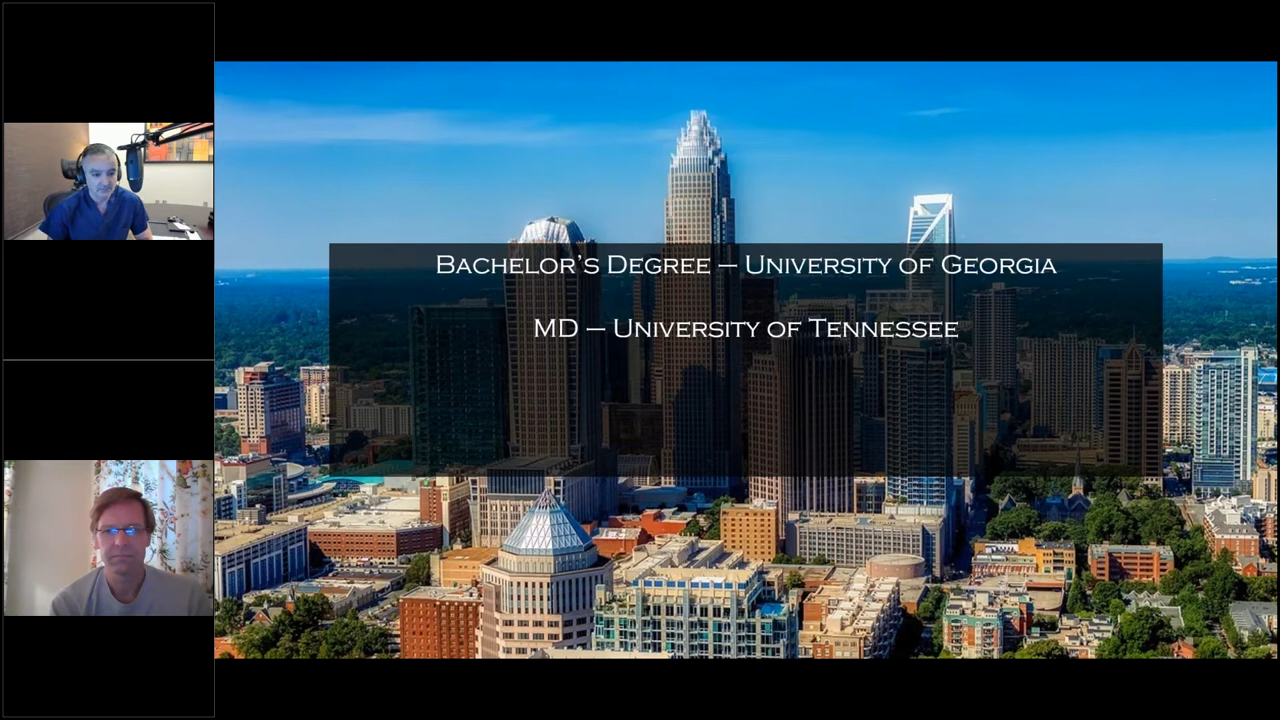 Bachelor's Degree – University of Georgia
MD – University of Tennessee